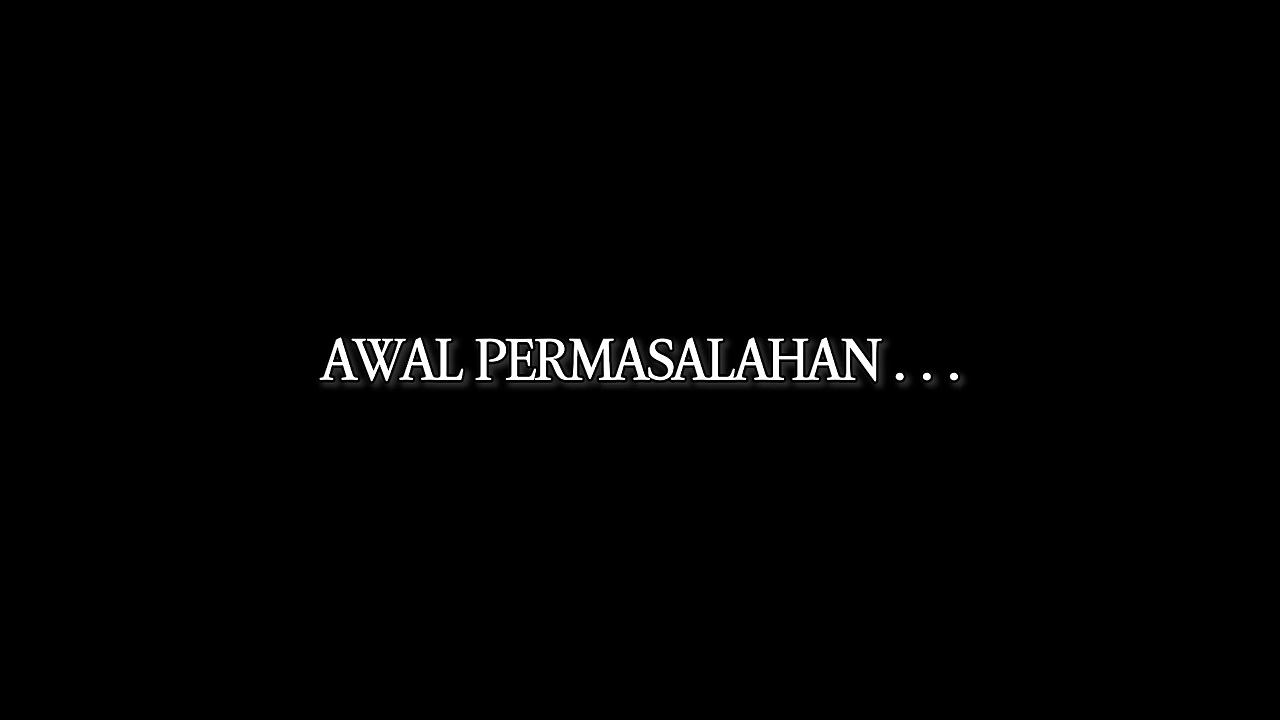 AWAL PERMASALAHAN . . .